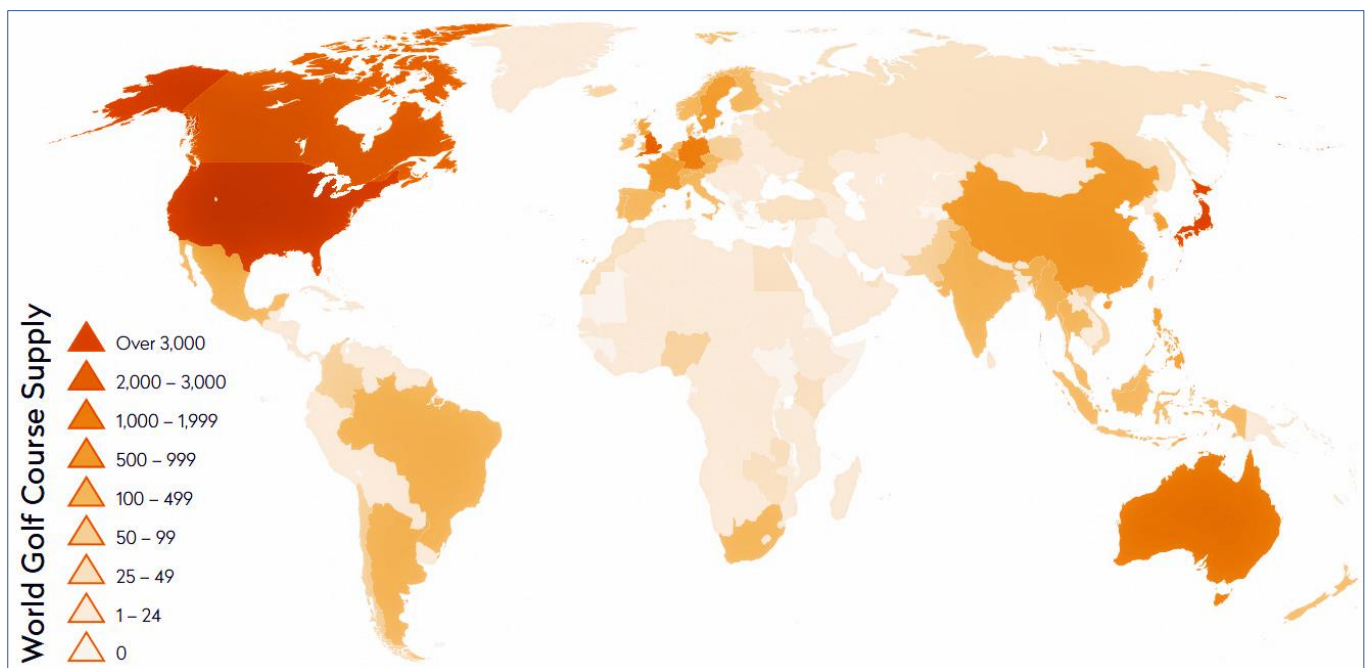 World Golf Course Supply
Over 3,000
2,000 – 3,000
1,000 – 1,999
500 – 999
100 – 499
50 – 99
25 – 49
1 – 24
0